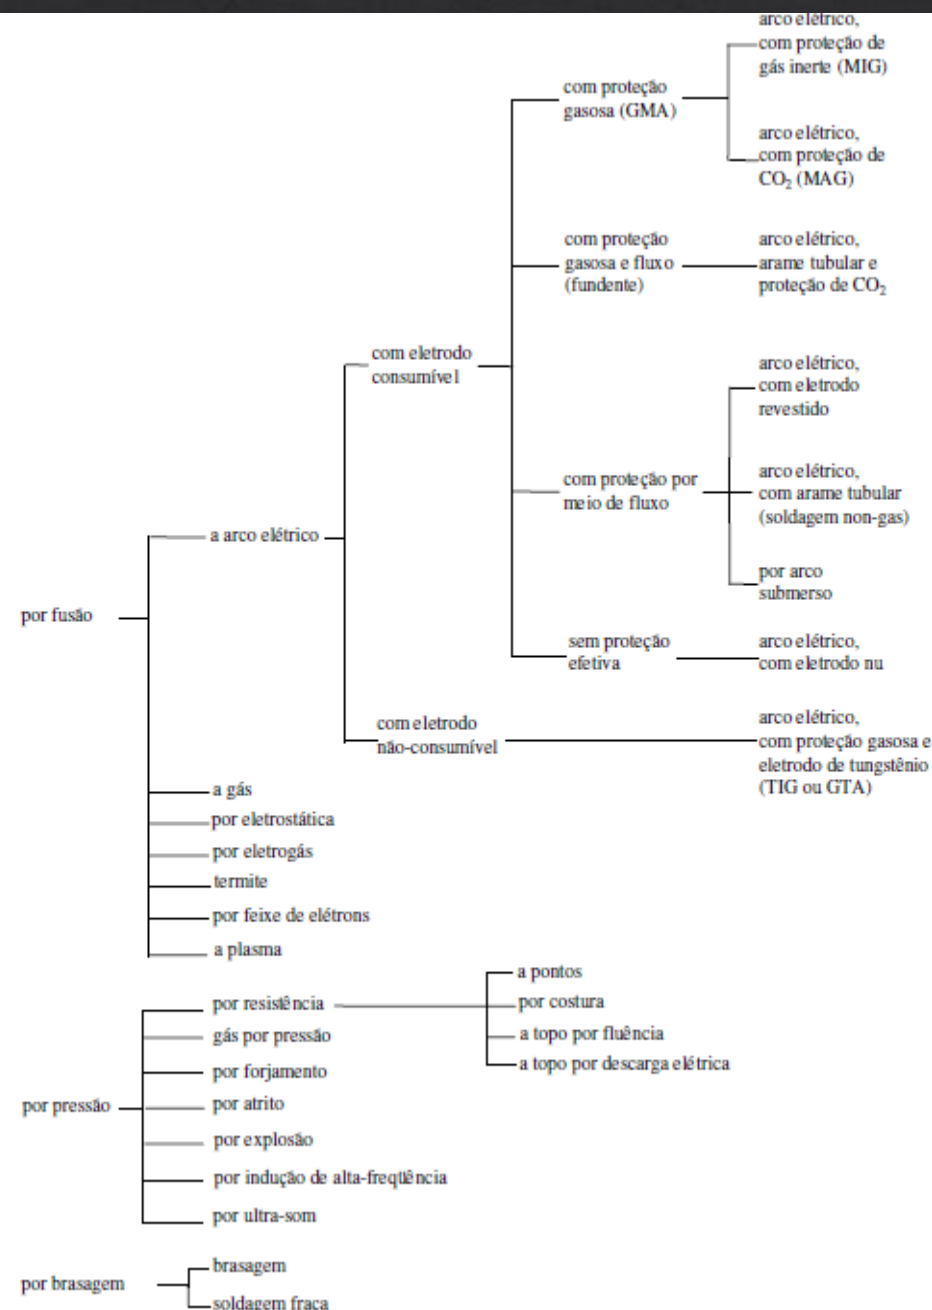 arco elétrico,
com proteção de
gás inerte (MIG)
com proteção
gasosa (GMA)
arco elétrico,
com proteção de
CO₂ (MAG)
com proteção
gasosa e fluxo
(fundente)
arco elétrico,
arame tubular e
proteção de CO₂
com eletrodo
consumível
arco elétrico,
com eletrodo
revestido
com proteção por
meio de fluxo
arco elétrico,
com arame tubular
(soldagem non-gas)
a arco elétrico
por arco
submerso
por fusão
sem proteção
efetiva
arco elétrico,
com eletrodo nu
com eletrodo
não-consumível
arco elétrico,
com proteção gasosa e
eletrodo de tungstênio
(TIG ou GTA)
a gás
por eletrostática
por eletrogás
termite
por feixe de elétrons
a plasma
por pressão
por resistência
a pontos
por costura
a topo por fluência
a topo por descarga elétrica
gás por pressão
por forjamento
por atrito
por explosão
por indução de alta-freqüência
por ultra-som
por brasagem
brasagem
soldagem fraca